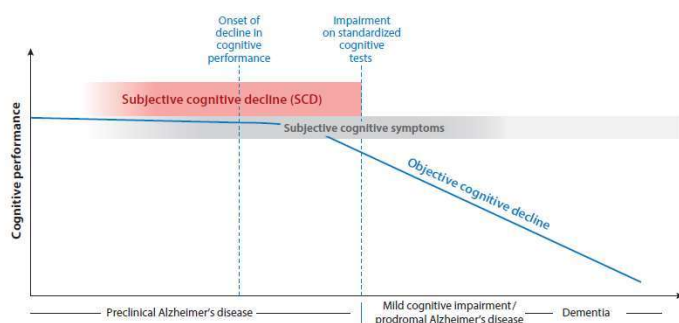 Onset of
decline in
cognitive
performance
Impairment
on standardized
cognitive
tests
Cognitive performance
Subjective cognitive decline (SCD)
Subjective cognitive symptoms
Objective cognitive decline
Preclinical Alzheimer's disease
Mild cognitive impairment/
prodromal Alzheimer's disease
Dementia